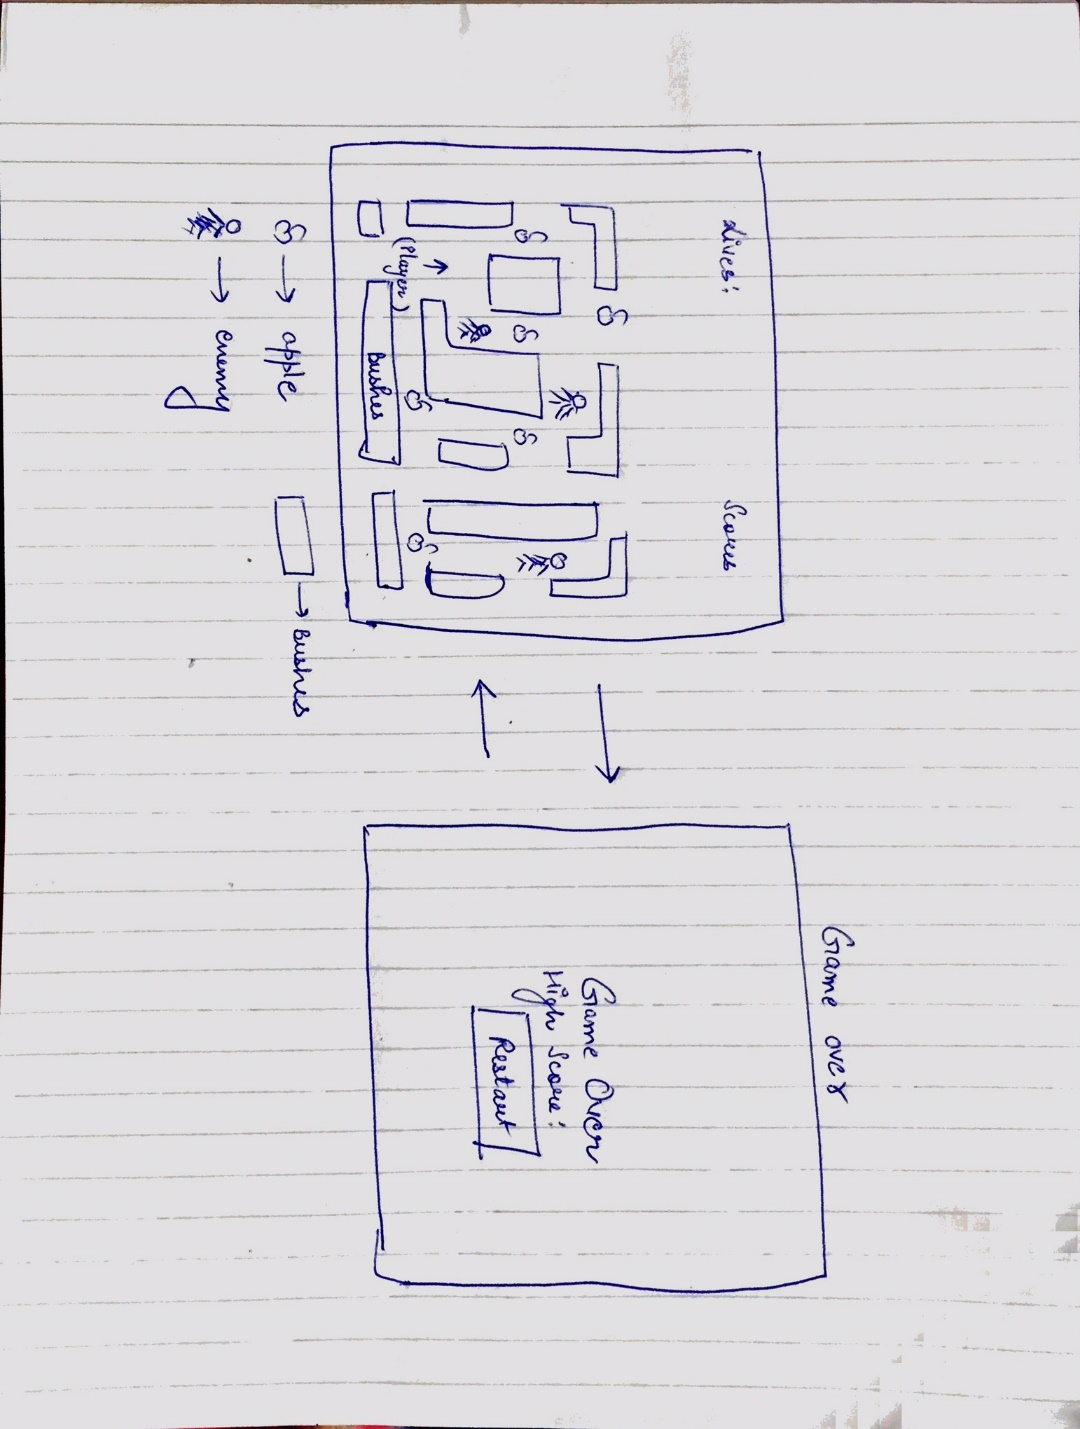 Lives:
Scores
(Player)
Bushes
apple
enemy
Bushes
Game over
Game Over
High Score:
Restart